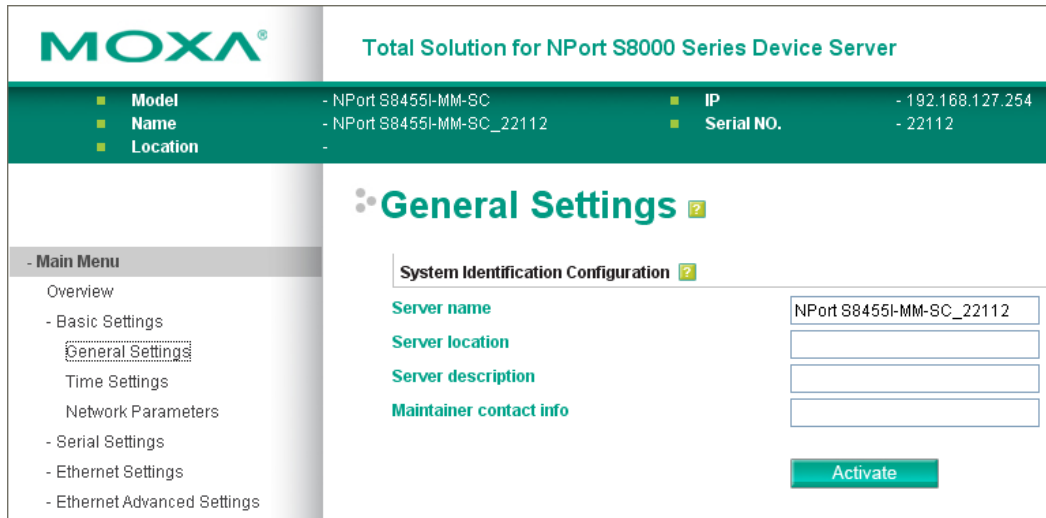 MOXA®
Total Solution for NPort S8000 Series Device Server
Model - NPort S8455I-MM-SC IP - 192.168.127.254
Name - NPort S8455I-MM-SC_22112 Serial NO. - 22112
Location -
General Settings ?
- Main Menu
Overview
- Basic Settings
General Settings
Time Settings
Network Parameters
- Serial Settings
- Ethernet Settings
- Ethernet Advanced Settings
System Identification Configuration ?
Server name NPort S8455I-MM-SC_22112
Server location
Server description
Maintainer contact info
Activate